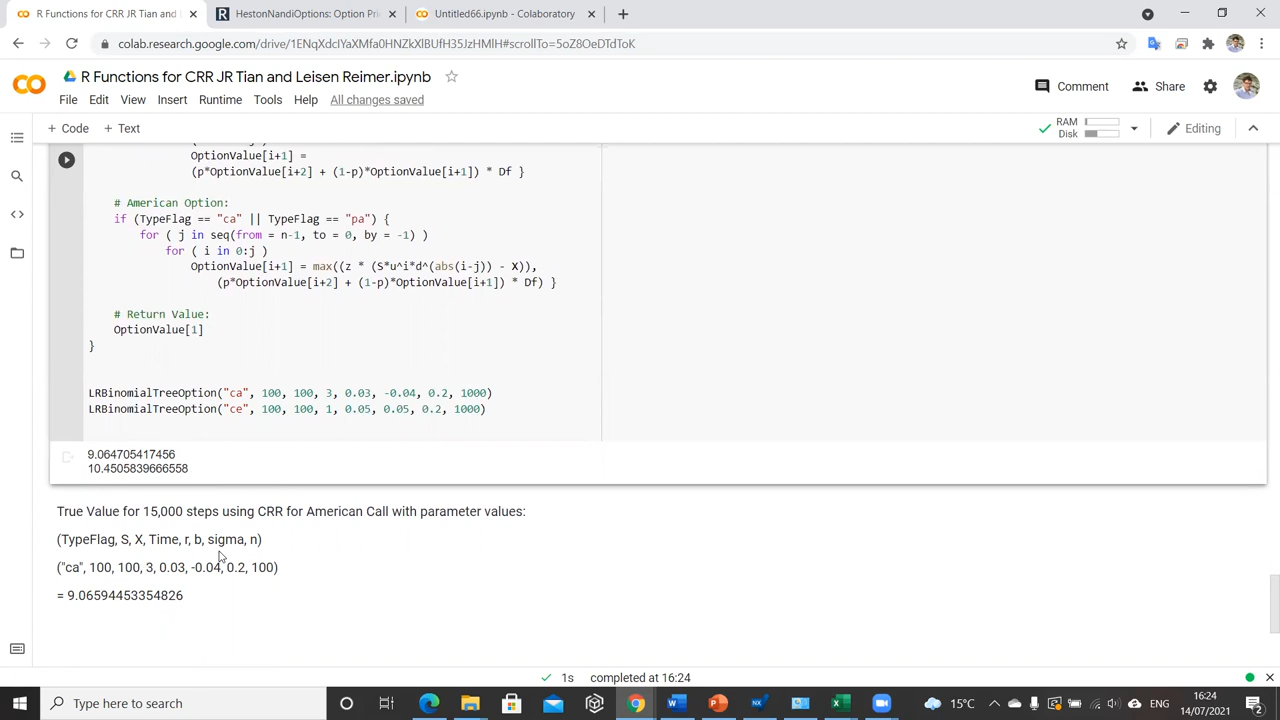 R Functions for CRR JR Tian and L
HestonNandiOptions: Option Pri
Untitled66.ipynb - Colaboratory
colab.research.google.com/drive/1ENqXdcIYaXMfa0HNZkXlBUfH35JzHMlH#scrollTo=5oZ8OeDTdToK
R Functions for CRR JR Tian and Leisen Reimer.ipynb
Comment
Share
File Edit View Insert Runtime Tools Help All changes saved
+ Code + Text
RAM
Disk
Editing
OptionValue[i+1] =
(p*OptionValue[i+2] + (1-p)*OptionValue[i+1]) * Df }
# American Option:
if (TypeFlag == "ca" || TypeFlag == "pa") {
for ( j in seq(from = n-1, to = 0, by = -1) )
for ( i in 0:j )
OptionValue[i+1] = max((z * (S*u^i*d^(abs(i-j)) - X)),
(p*OptionValue[i+2] + (1-p)*OptionValue[i+1]) * Df) }
# Return Value:
OptionValue[1]
}
LRBinomialTreeOption("ca", 100, 100, 3, 0.03, -0.04, 0.2, 1000)
LRBinomialTreeOption("ce", 100, 100, 1, 0.05, 0.05, 0.2, 1000)
9.064705417456
10.4505839666558
True Value for 15,000 steps using CRR for American Call with parameter values:
(TypeFlag, S, X, Time, r, b, sigma, n)
("ca", 100, 100, 3, 0.03, -0.04, 0.2, 100)
= 9.06594453354826
1s completed at 16:24
Type here to search
15°C
ENG
16:24
14/07/2021
2